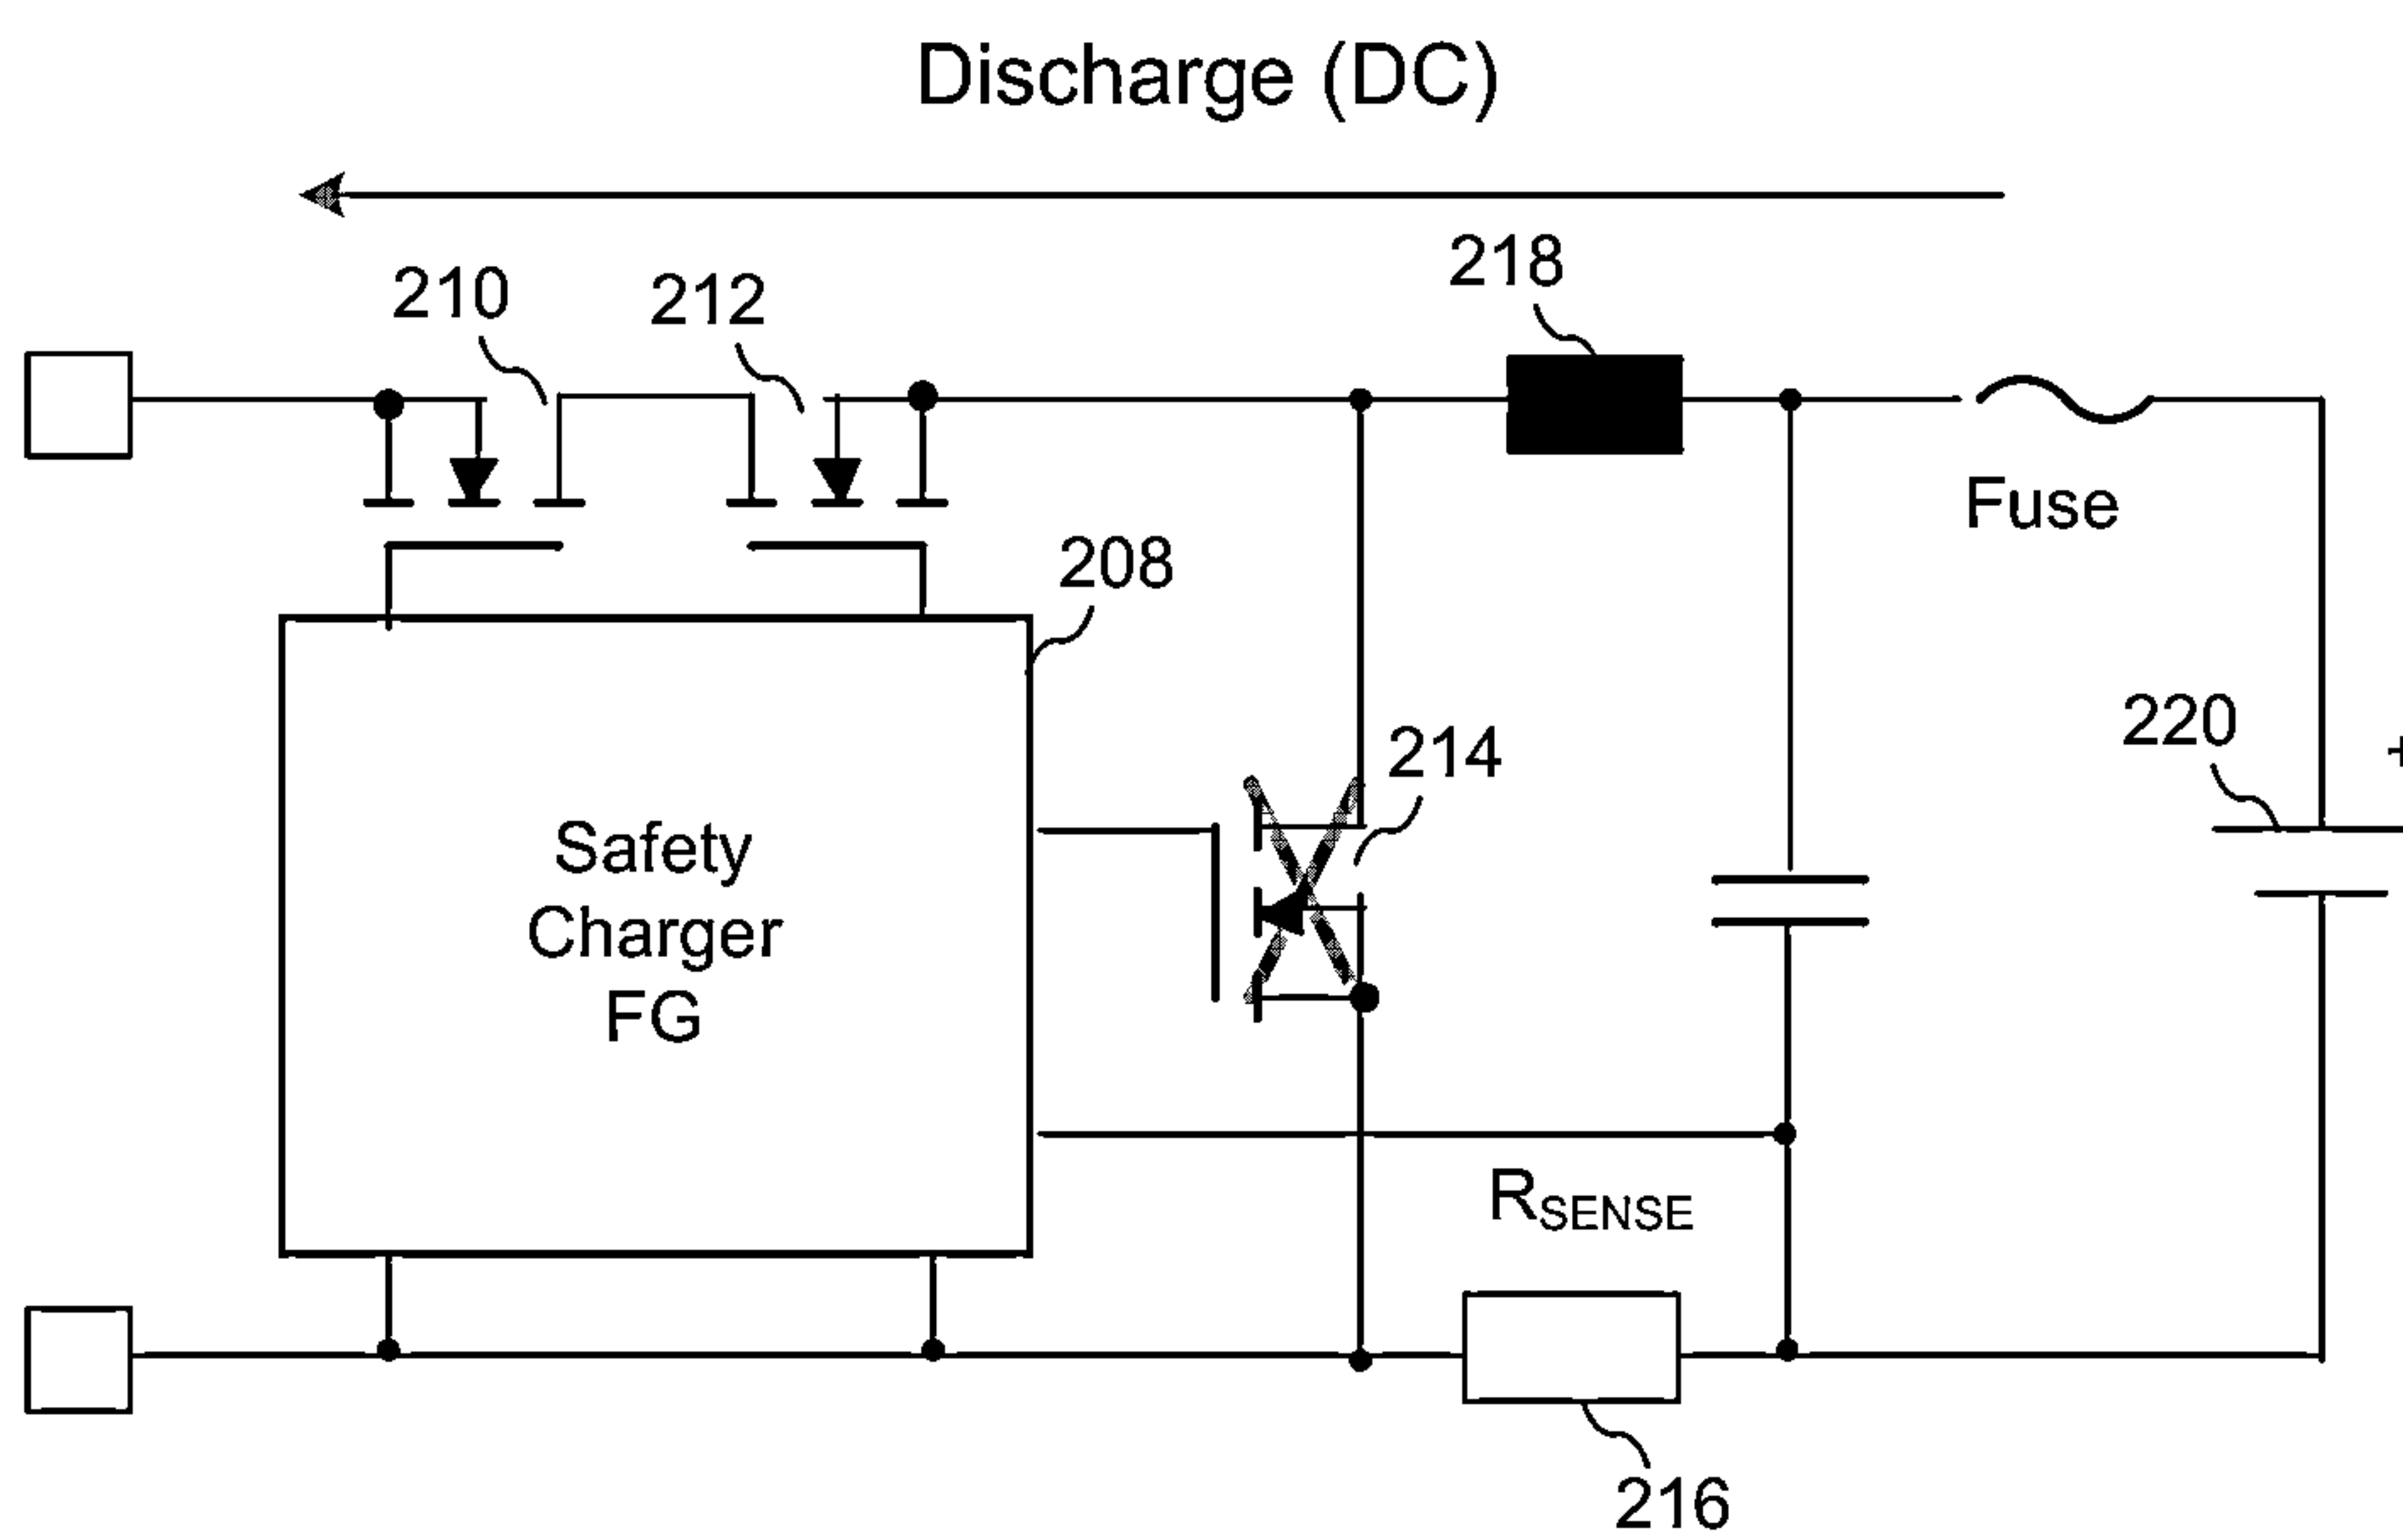 Discharge (DC)
210
212
218
Fuse
208
220
214
+
Safety
Charger
FG
RSENSE
216